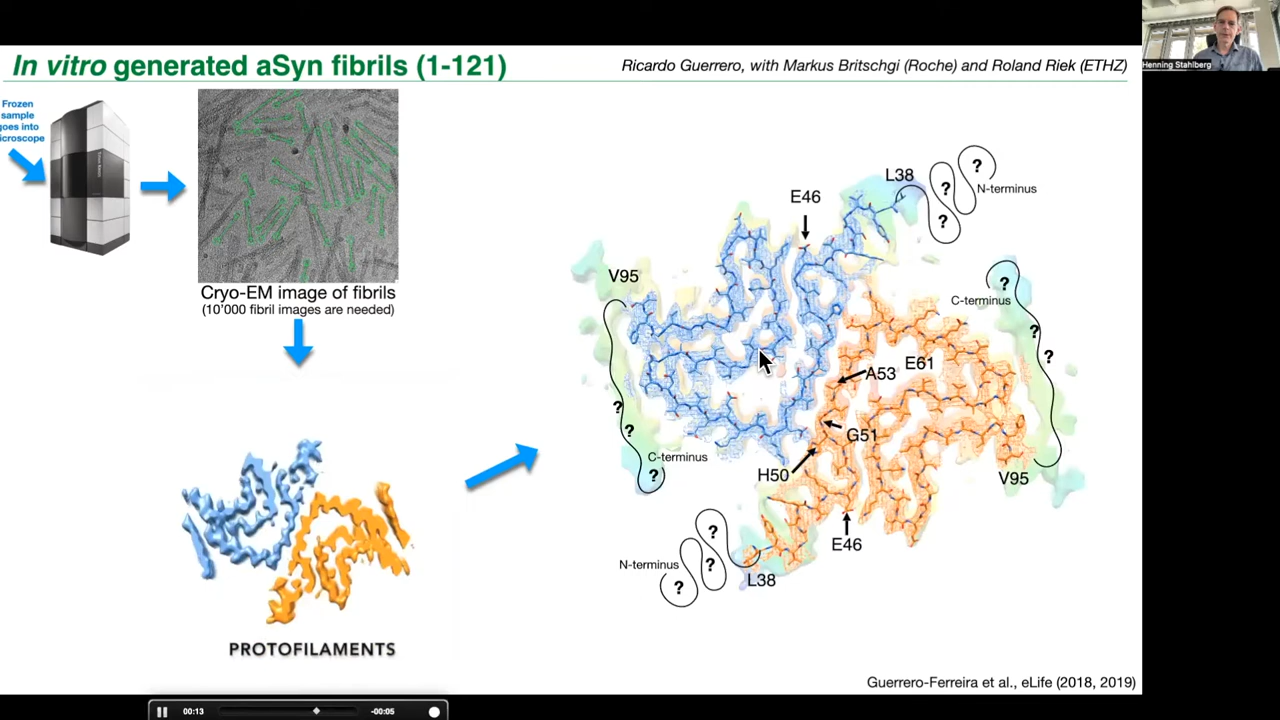 In vitro generated aSyn fibrils (1-121)
Ricardo Guerrero, with Markus Britschgi (Roche) and Roland Riek (ETHZ)
Henning Stahlberg
Frozen
sample
goes into
icroscope
Cryo-EM image of fibrils
(10'000 fibril images are needed)
PROTOFILAMENTS
L38
?
?
?
N-terminus
E46
V95
?
C-terminus
?
?
A53
E61
G51
?
?
?
C-terminus
H50
V95
E46
?
N-terminus
?
?
L38
Guerrero-Ferreira et al., eLife (2018, 2019)
00:13
-00:05